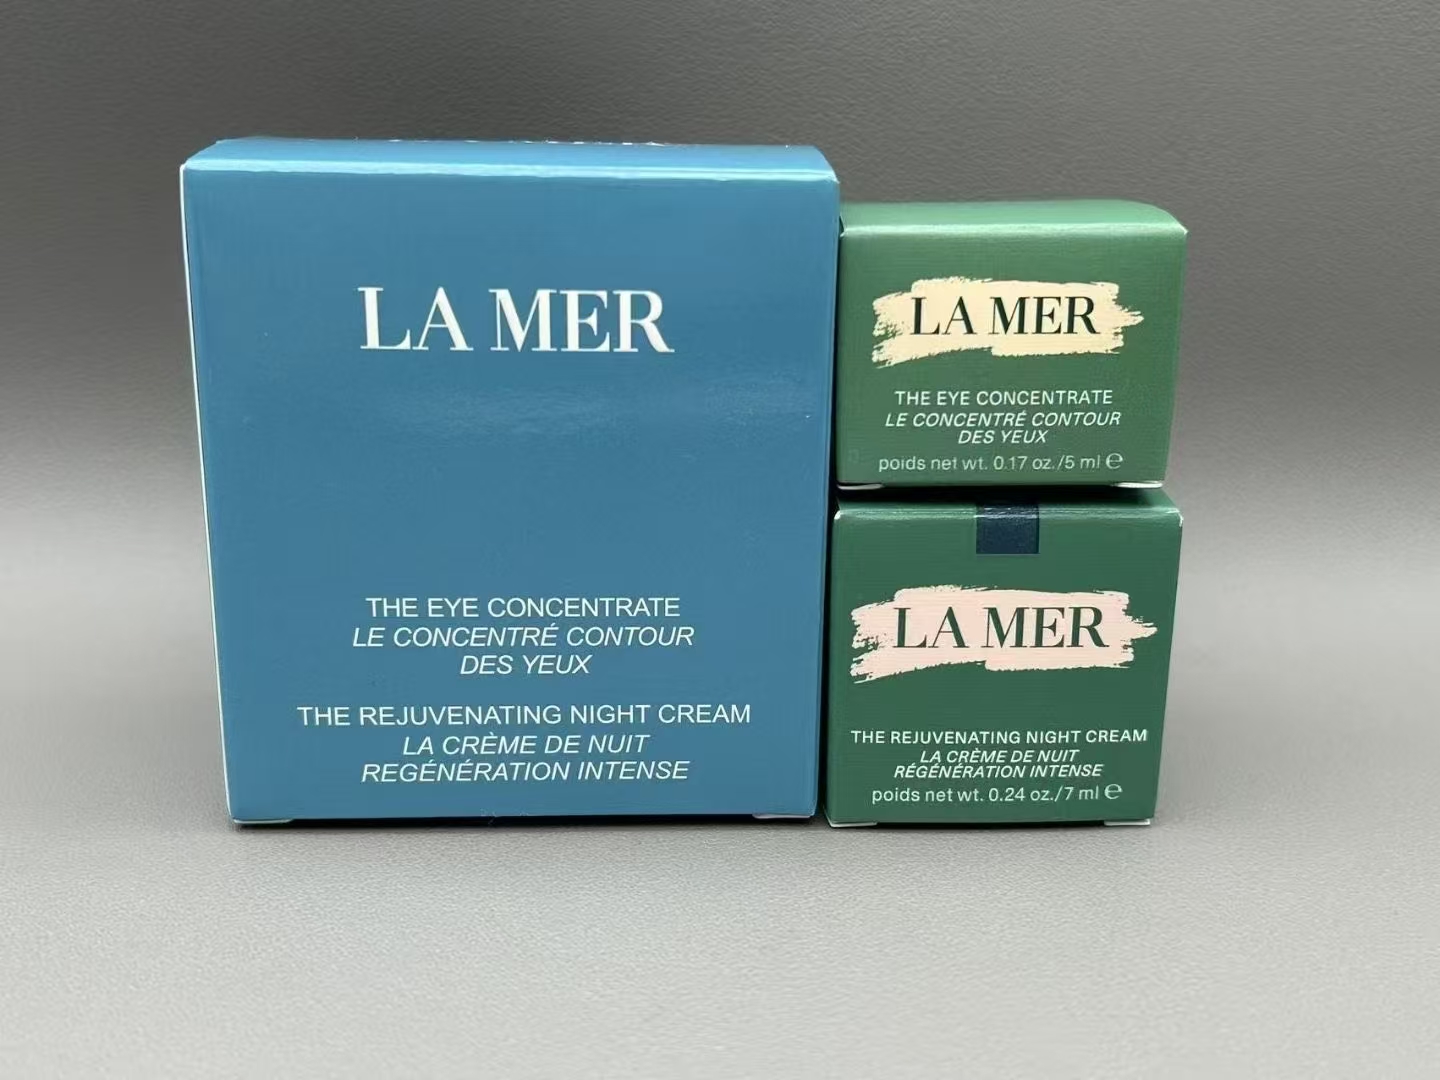 LA MER
THE EYE CONCENTRATE
LE CONCENTRÉ CONTOUR
DES YEUX
THE REJUVENATING NIGHT CREAM
LA CRÈME DE NUIT
REGÉNÉRATION INTENSE
LA MER
THE EYE CONCENTRATE
LE CONCENTRÉ CONTOUR
DES YEUX
poids net wt. 0.17 oz./5 ml ℮
LA MER
THE REJUVENATING NIGHT CREAM
LA CRÈME DE NUIT
RÉGÉNÉRATION INTENSE
poids net wt. 0.24 oz./7 ml ℮